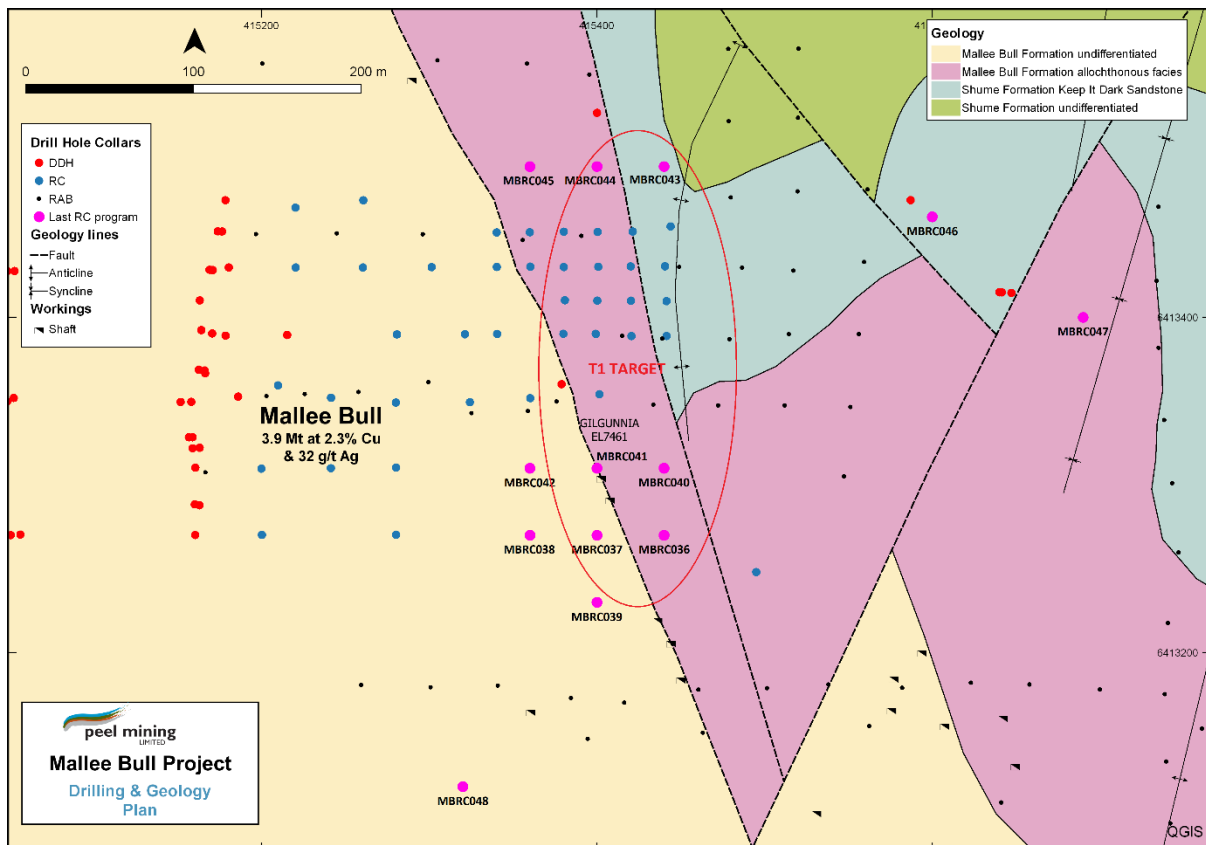 415200
415400
0
100
200 m
Geology
Mallee Bull Formation undifferentiated
Mallee Bull Formation allochthonous facies
Shume Formation Keep It Dark Sandstone
Shume Formation undifferentiated
Drill Hole Collars
DDH
RC
RAB
Last RC program
Geology lines
Fault
Anticline
Syncline
Workings
Shaft
MBRC045
MBRC044
MBRC043
MBRC046
6413400
MBRC047
T1 TARGET
Mallee Bull
3.9 Mt at 2.3% Cu
& 32 g/t Ag
GILGUNNIA
EL7461
MBRC041
MBRC042
MBRC040
MBRC038
MBRC037
MBRC036
MBRC039
6413200
peel mining
LIMITED
Mallee Bull Project
Drilling & Geology
Plan
MBRC048
QGIS